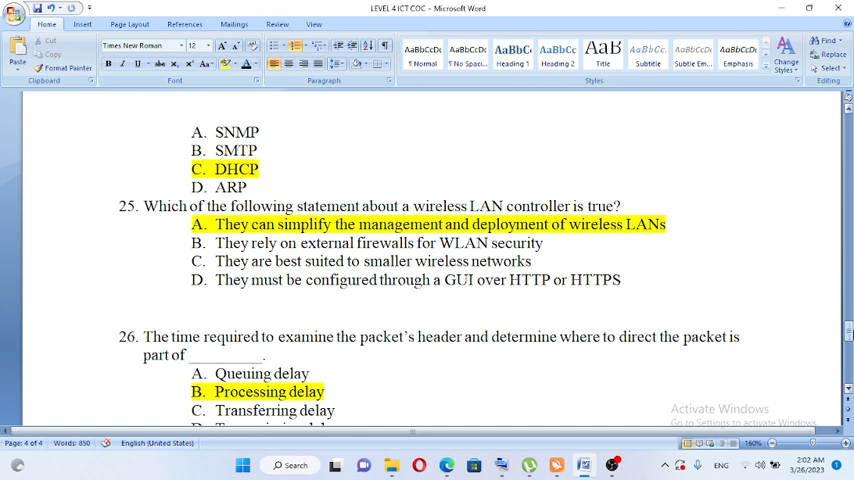 LEVEL 4 ICT COC - Microsoft Word
Home Insert Page Layout References Mailings Review View
Cut
Copy
Format Painter
Paste
Clipboard
Times New Roman 12
Font
Paragraph
AaBbCcDc AaBbCcDc AaBbC AaBbCc AaB AaBbCc. AaBbCcDc AaBbCcDc
¶ Normal ¶ No Spaci... Heading 1 Heading 2 Title Subtitle Subtle Em... Emphasis
Styles
Change Styles
Find
Replace
Select
Editing
A. SNMP
B. SMTP
C. DHCP
D. ARP
25. Which of the following statement about a wireless LAN controller is true?
A. They can simplify the management and deployment of wireless LANs
B. They rely on external firewalls for WLAN security
C. They are best suited to smaller wireless networks
D. They must be configured through a GUI over HTTP or HTTPS
26. The time required to examine the packet's header and determine where to direct the packet is
part of _________.
A. Queuing delay
B. Processing delay
C. Transferring delay
Activate Windows
Go to Settings to activate Windows.
Page: 4 of 4 Words: 850 English (United States) 160%
Search
ENG
2:02 AM
3/26/2023